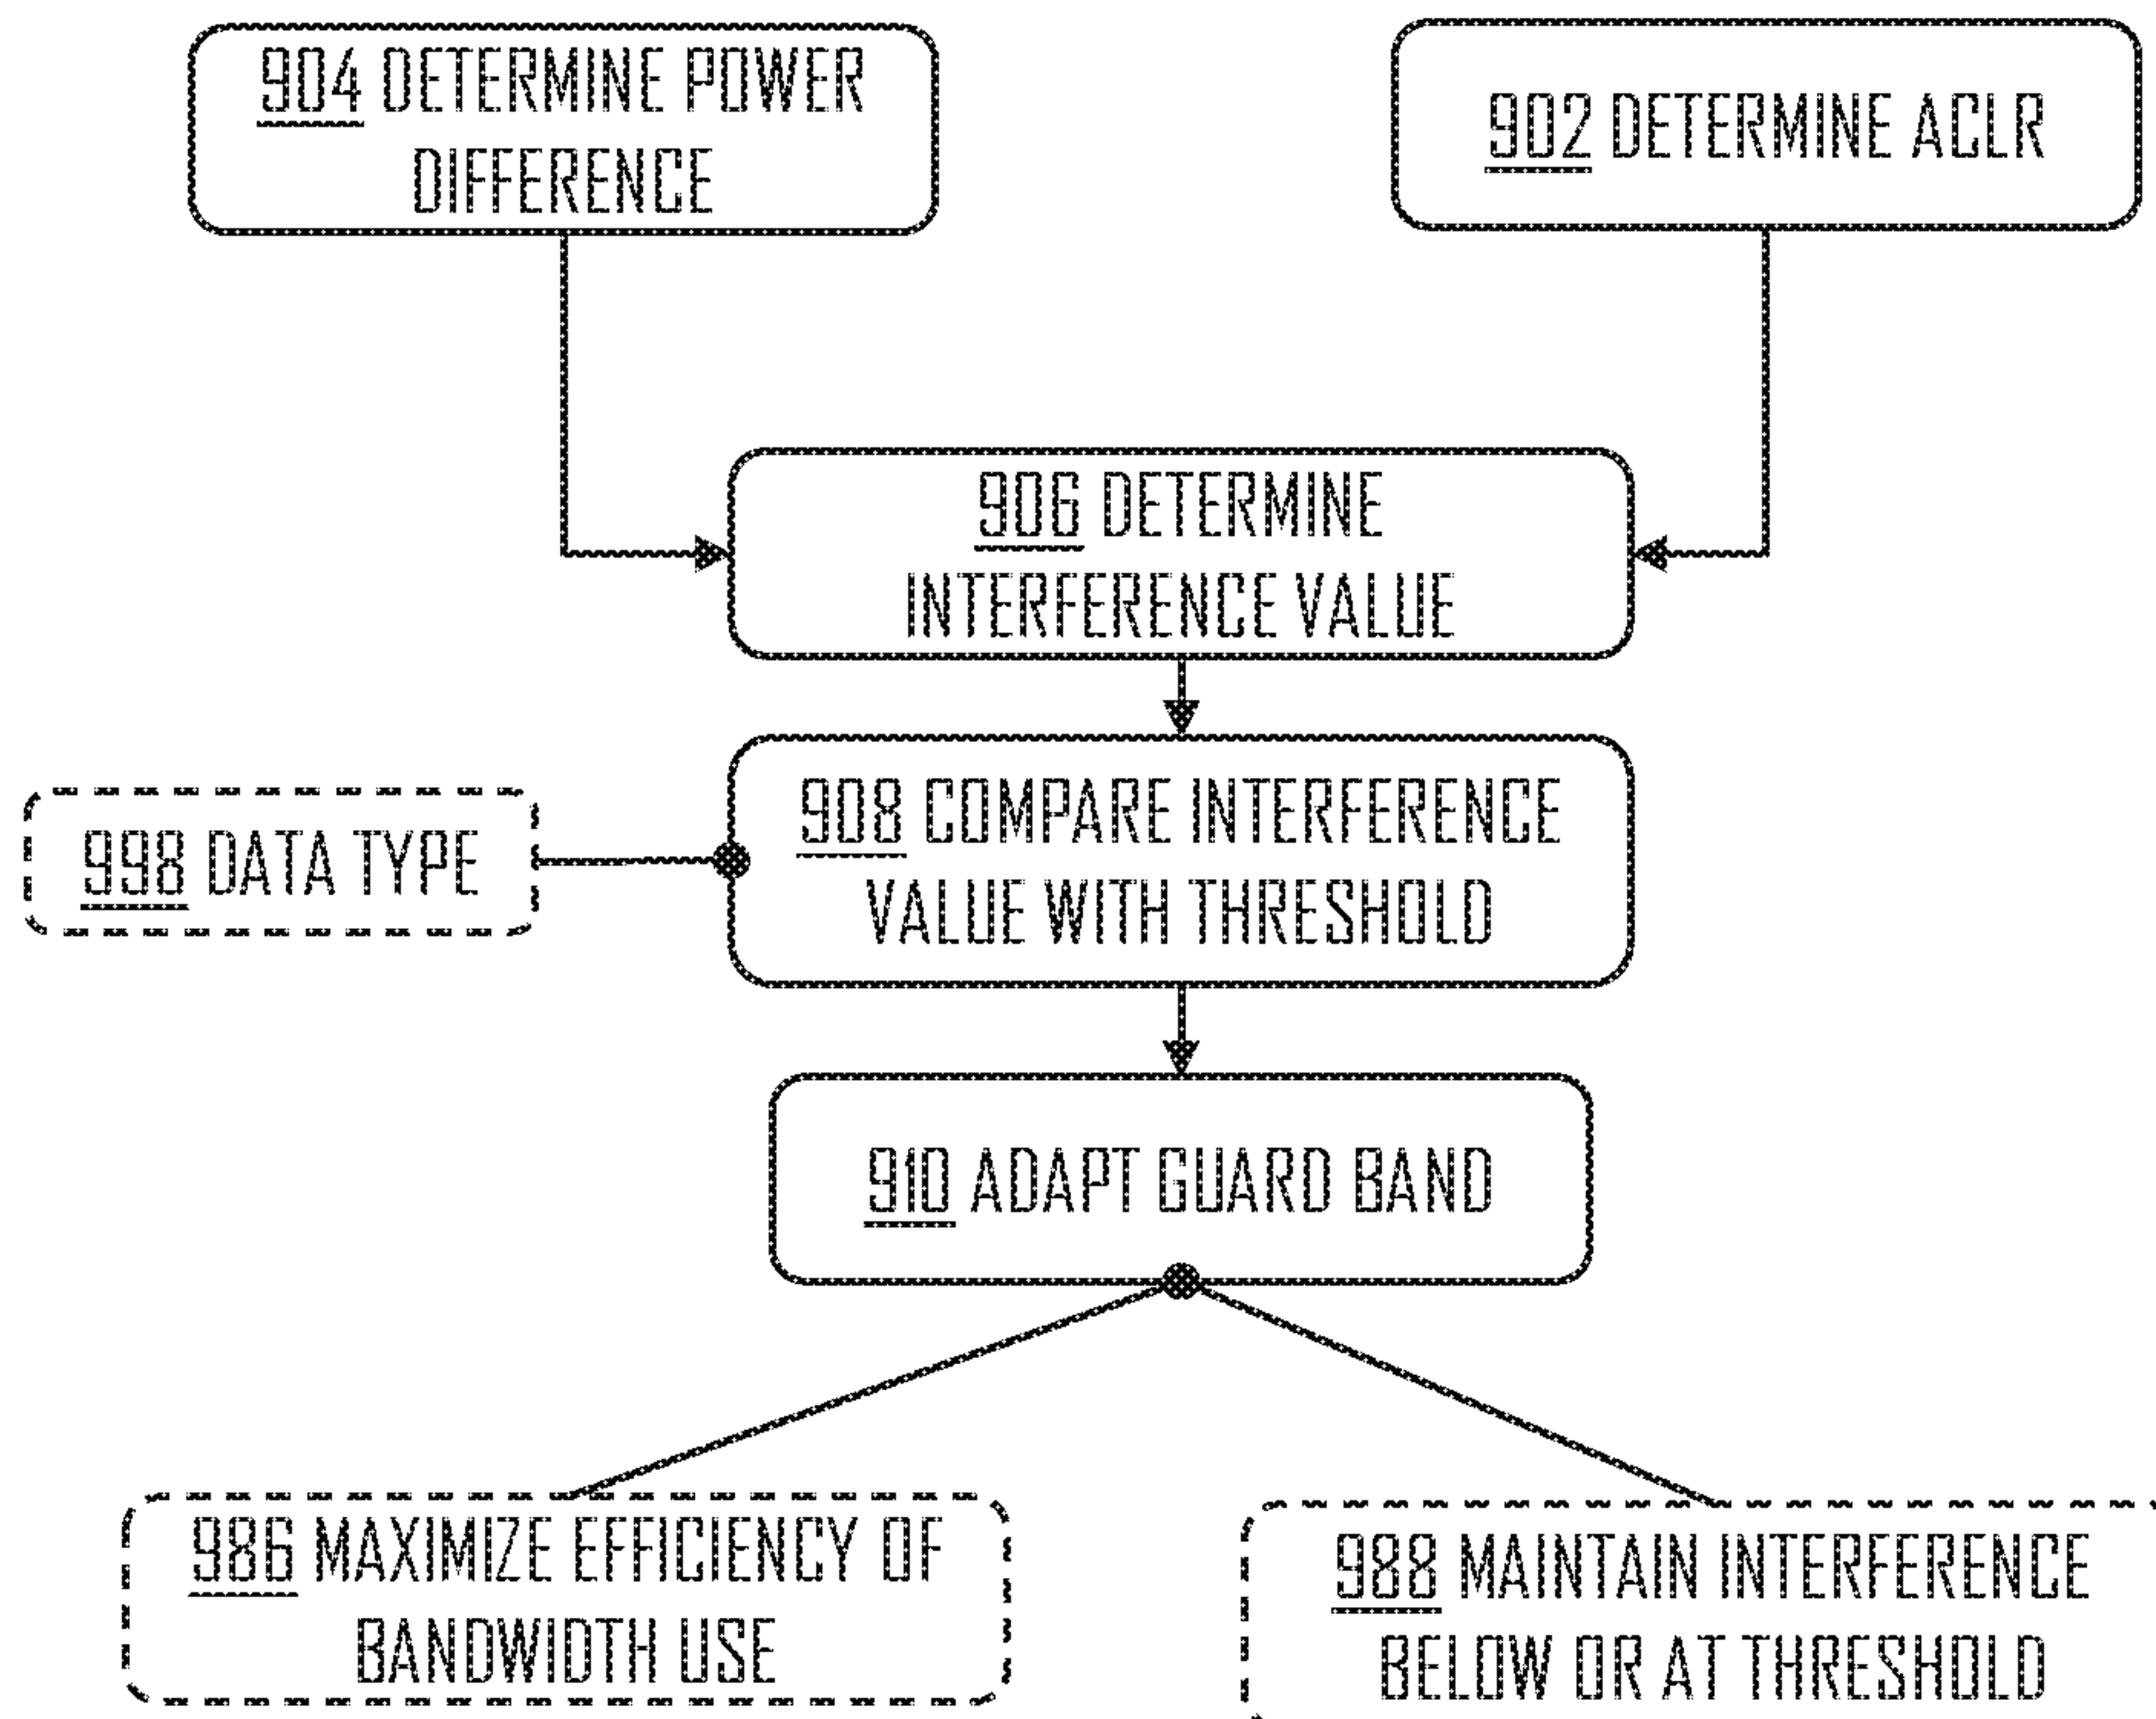 904 DETERMINE POWER
DIFFERENCE
902 DETERMINE ACLR
906 DETERMINE
INTERFERENCE VALUE
998 DATA TYPE
908 COMPARE INTERFERENCE
VALUE WITH THRESHOLD
910 ADAPT GUARD BAND
986 MAXIMIZE EFFICIENCY OF
BANDWIDTH USE
988 MAINTAIN INTERFERENCE
BELOW OR AT THRESHOLD